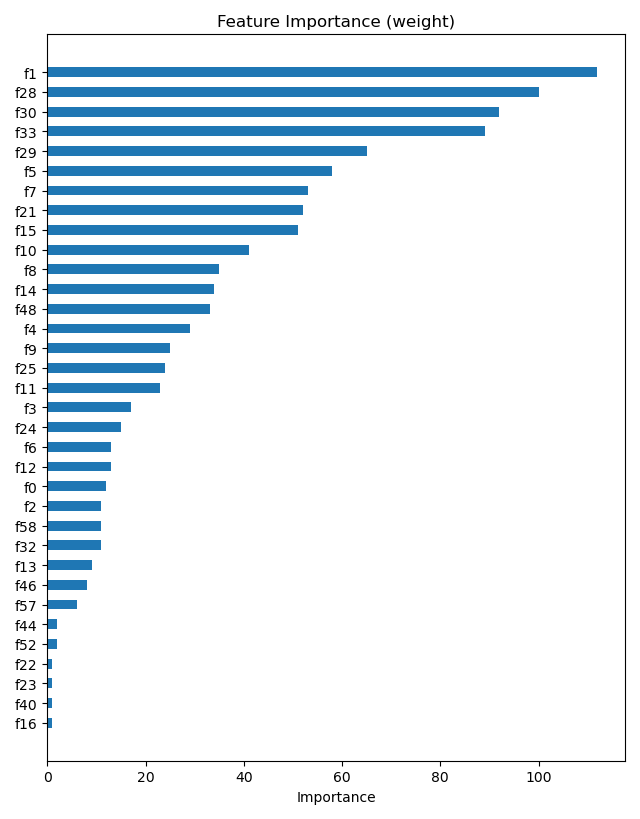 Feature Importance (weight)
f1
f28
f30
f33
f29
f5
f7
f21
f15
f10
f8
f14
f48
f4
f9
f25
f11
f3
f24
f6
f12
f0
f2
f58
f32
f13
f46
f57
f44
f52
f22
f23
f40
f16
0 20 40 60 80 100
Importance